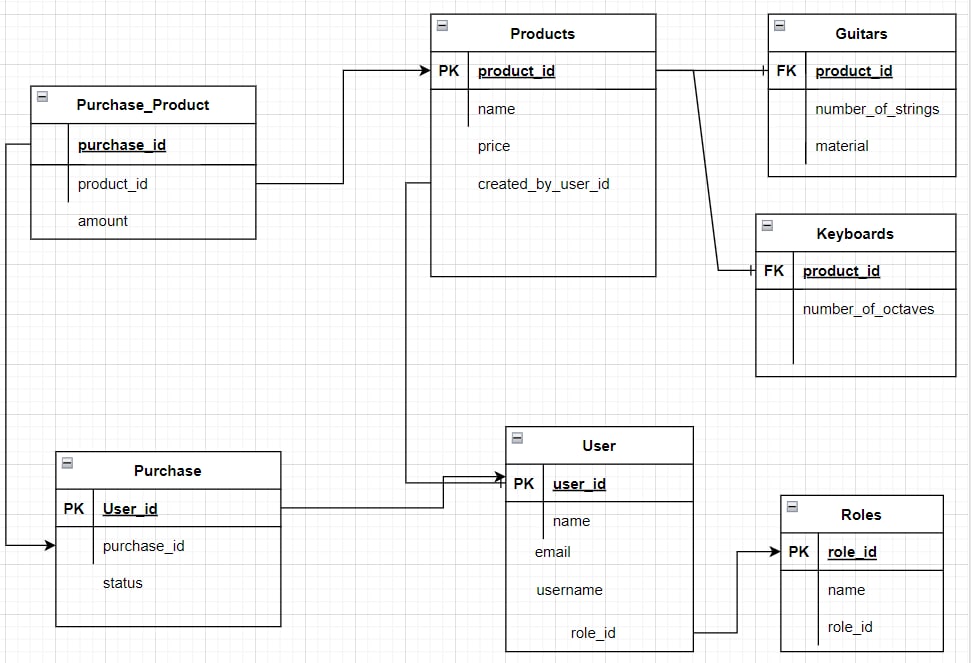 Products
PK product_id
name
price
created_by_user_id
Guitars
FK product_id
number_of_strings
material
Purchase_Product
purchase_id
product_id
amount
Keyboards
FK product_id
number_of_octaves
Purchase
PK User_id
purchase_id
status
User
PK user_id
name
email
username
role_id
Roles
PK role_id
name
role_id